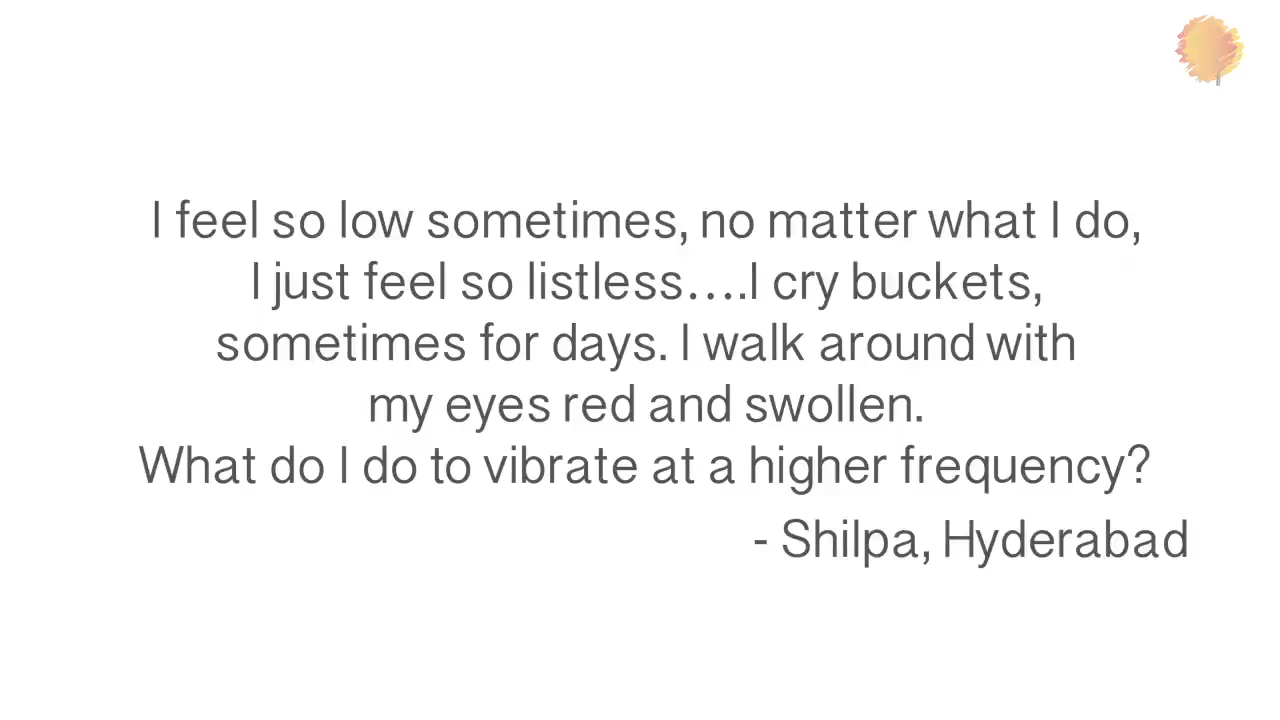 I feel so low sometimes, no matter what I do,
I just feel so listless....I cry buckets,
sometimes for days. I walk around with
my eyes red and swollen.
What do I do to vibrate at a higher frequency?
- Shilpa, Hyderabad